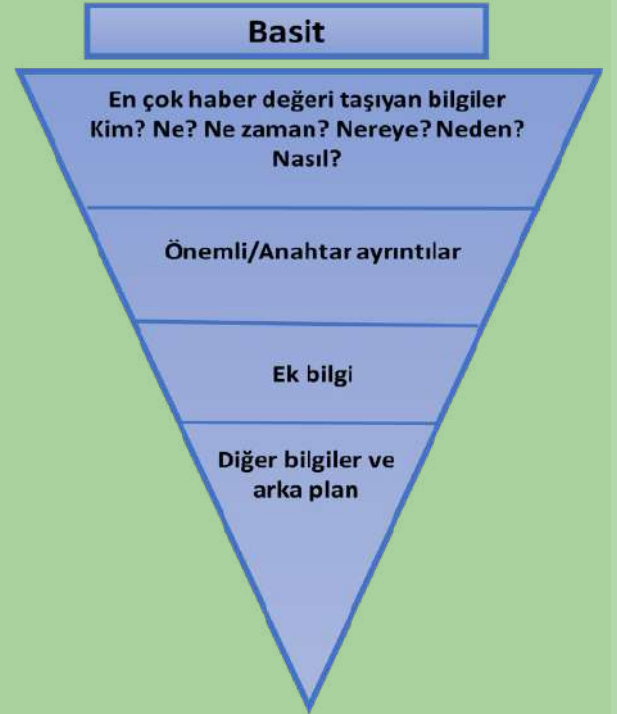 Basit
En çok haber değeri taşıyan bilgiler
Kim? Ne? Ne zaman? Nereye? Neden?
Nasıl?
Önemli/Anahtar ayrıntılar
Ek bilgi
Diğer bilgiler ve
arka plan